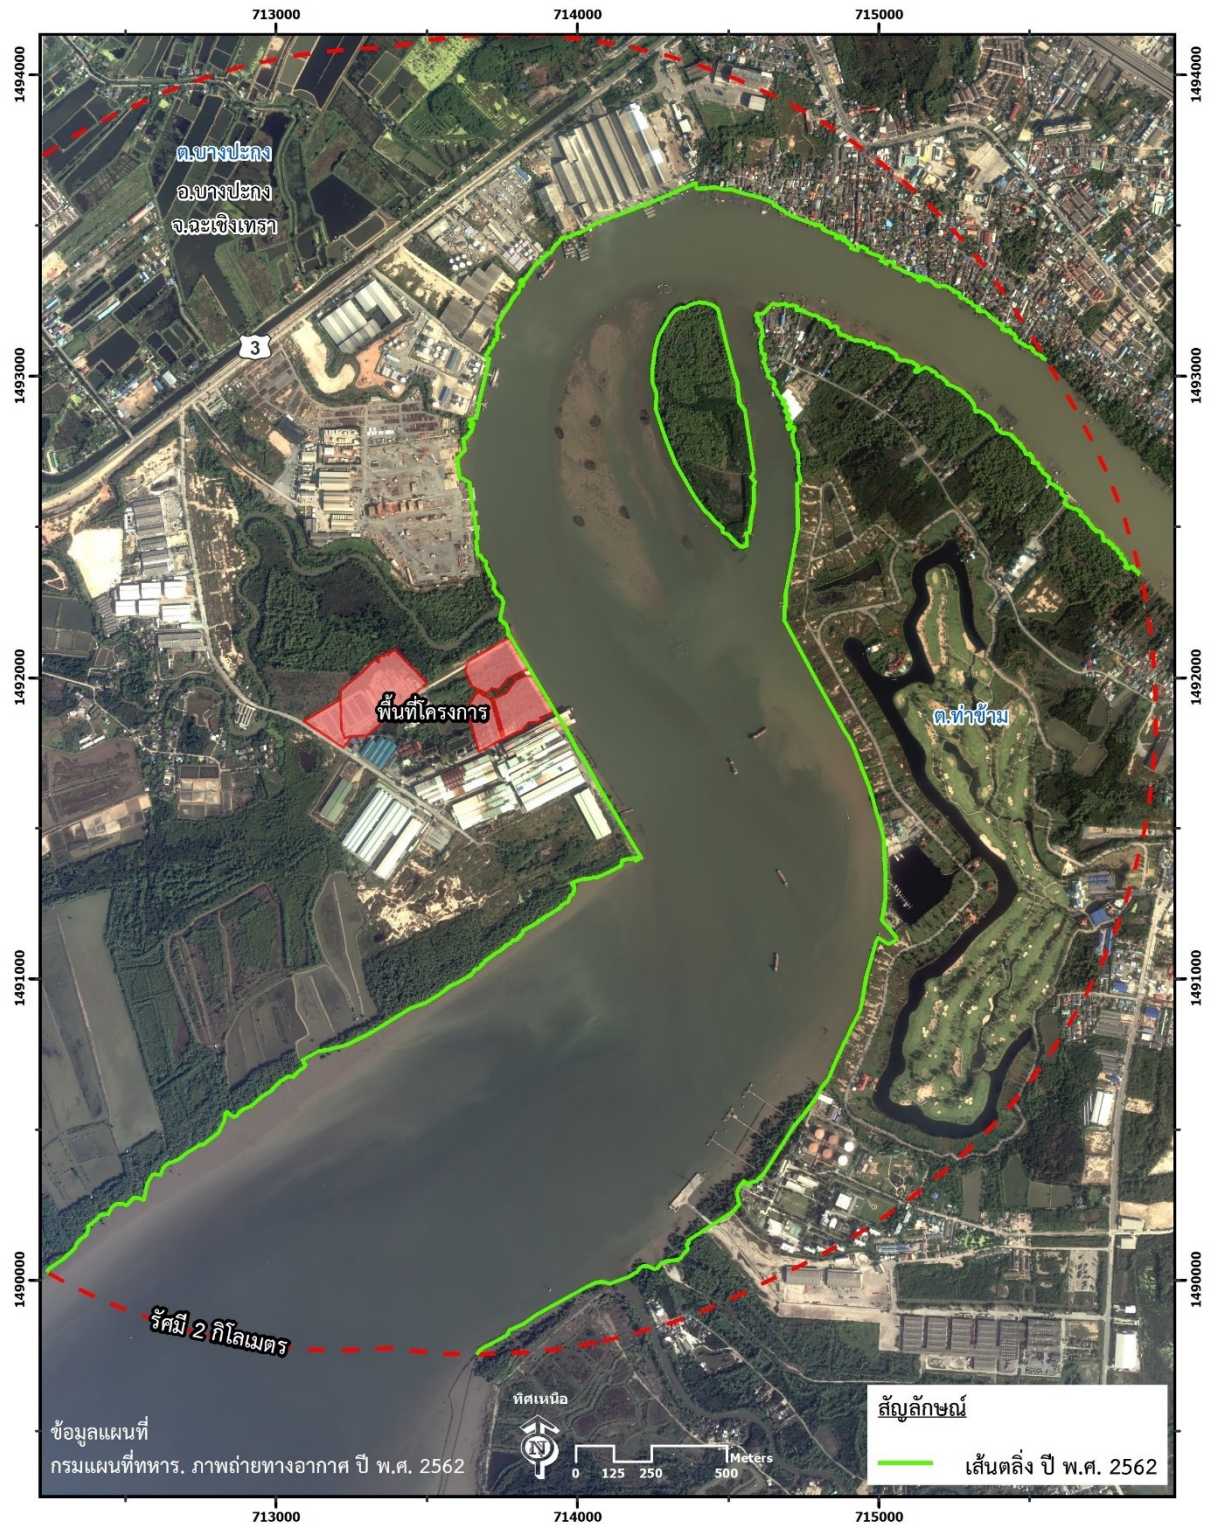 713000
714000
715000
1494000
1494000
ต.บางปะกง
อ.บางปะกง
จ.ฉะเชิงเทรา
3
1493000
1493000
1492000
1492000
พื้นที่โครงการ
ต.ท่าข้าม
1491000
1491000
1490000
1490000
รัศมี 2 กิโลเมตร
ทิศเหนือ
N
0 125 250 500
Meters
ข้อมูลแผนที่
กรมแผนที่ทหาร. ภาพถ่ายทางอากาศ ปี พ.ศ. 2562
สัญลักษณ์
เส้นตลิ่ง ปี พ.ศ. 2562
713000
714000
715000